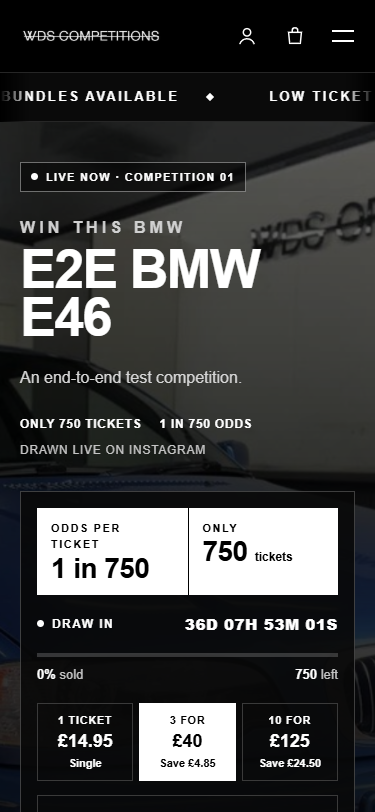 WDS COMPETITIONS
BUNDLES AVAILABLE ◆ LOW TICKET
● LIVE NOW · COMPETITION 01
WIN THIS BMW
E2E BMW
E46
An end-to-end test competition.
ONLY 750 TICKETS 1 IN 750 ODDS
DRAWN LIVE ON INSTAGRAM
ODDS PER
TICKET
1 in 750
ONLY
750 tickets
● DRAW IN 36D 07H 53M 01S
0% sold 750 left
1 TICKET
£14.95
Single
3 FOR
£40
Save £4.85
10 FOR
£125
Save £24.50